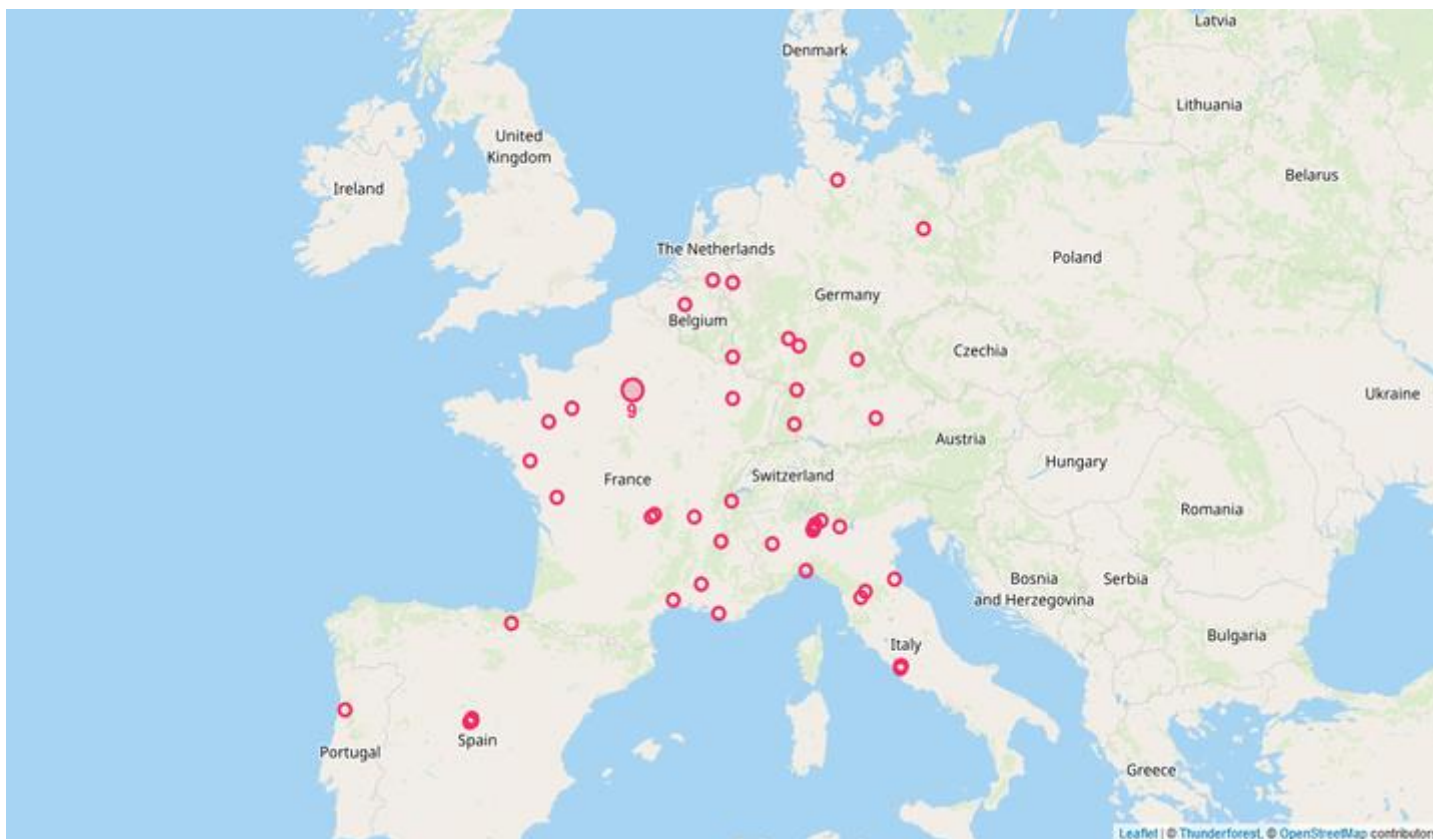 Latvia
Denmark
Lithuania
United
Kingdom
Belarus
Ireland
The Netherlands
Poland
Germany
Belgium
Czechia
Ukraine
9
Austria
Hungary
France
Switzerland
Romania
Bosnia
and Herzegovina
Serbia
Bulgaria
Italy
Spain
Portugal
Greece
Leaflet | © Thunderforest, © OpenStreetMap contributor